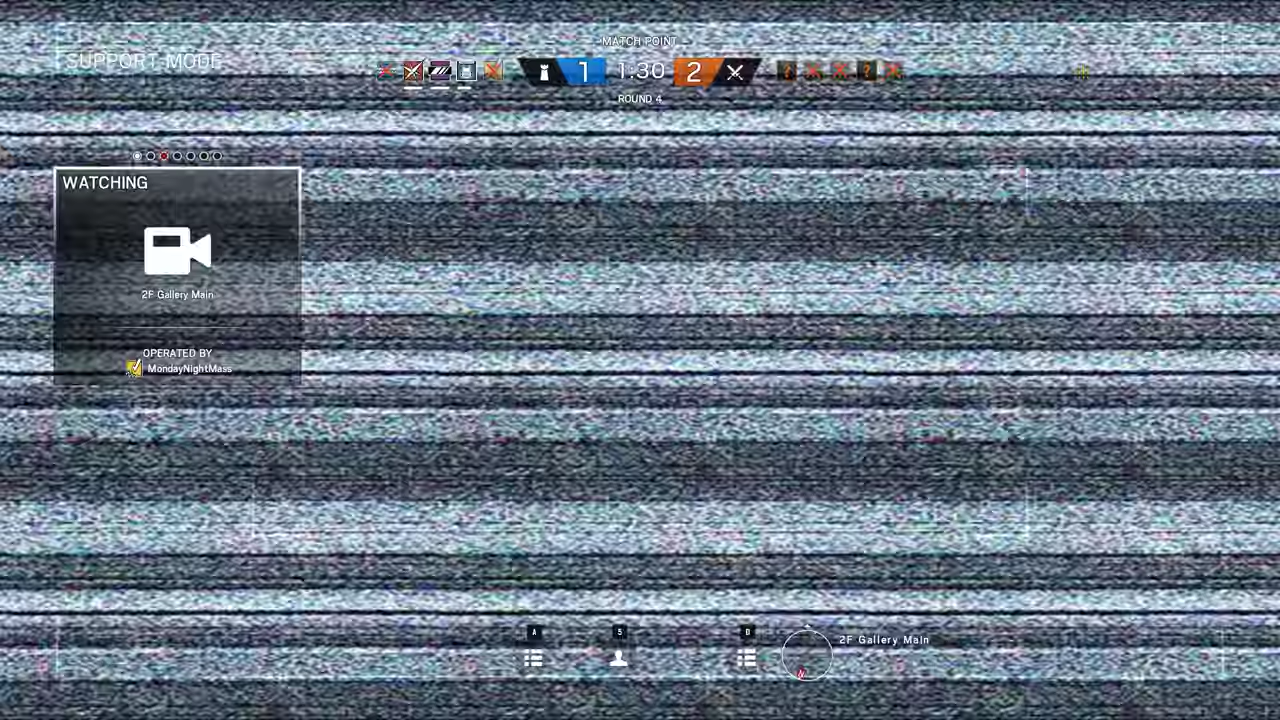 SUPPORT MODE
MATCH POINT
1 1:30 2
ROUND 4
? ?
WATCHING
2F Gallery Main
OPERATED BY
MondayNightMass
A 5 D
2F Gallery Main
N